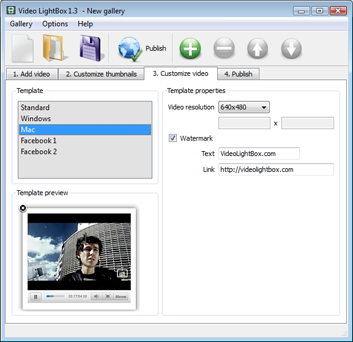 Video LightBox 1.3 - New gallery
Gallery Options Help
Publish
1. Add video 2. Customize thumbnails 3. Customize video 4. Publish
Template
Standard
Windows
Mac
Facebook 1
Facebook 2
Template preview
Template properties
Video resolution 640x480
x
Watermark
Text VideoLightBox.com
Link http://videolightbox.com